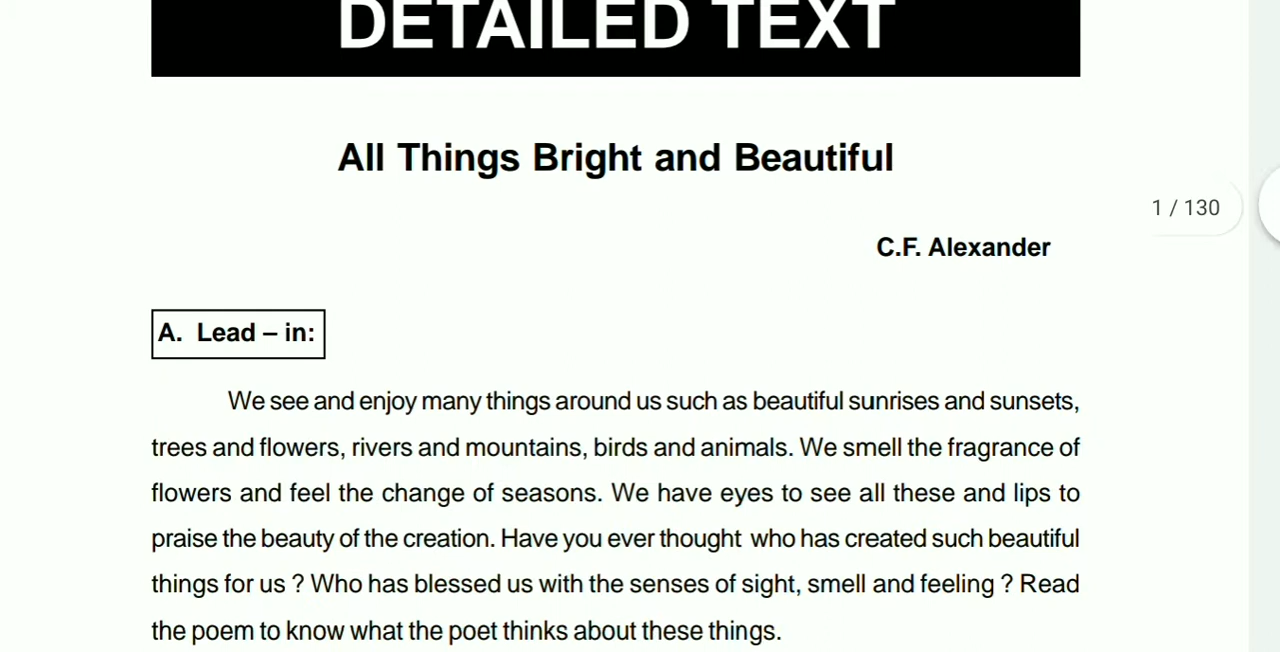 DETAILED TEXT
All Things Bright and Beautiful
1 / 130
C.F. Alexander
A. Lead – in:
We see and enjoy many things around us such as beautiful sunrises and sunsets,
trees and flowers, rivers and mountains, birds and animals. We smell the fragrance of
flowers and feel the change of seasons. We have eyes to see all these and lips to
praise the beauty of the creation. Have you ever thought who has created such beautiful
things for us ? Who has blessed us with the senses of sight, smell and feeling ? Read
the poem to know what the poet thinks about these things.